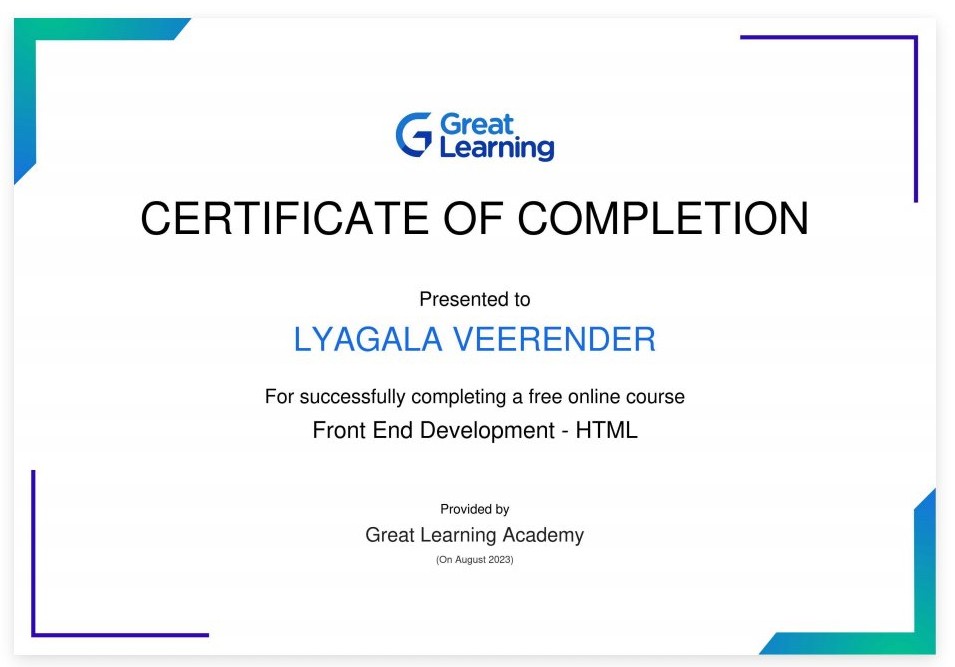 Great
Learning
CERTIFICATE OF COMPLETION
Presented to
LYAGALA VEERENDER
For successfully completing a free online course
Front End Development - HTML
Provided by
Great Learning Academy
(On August 2023)